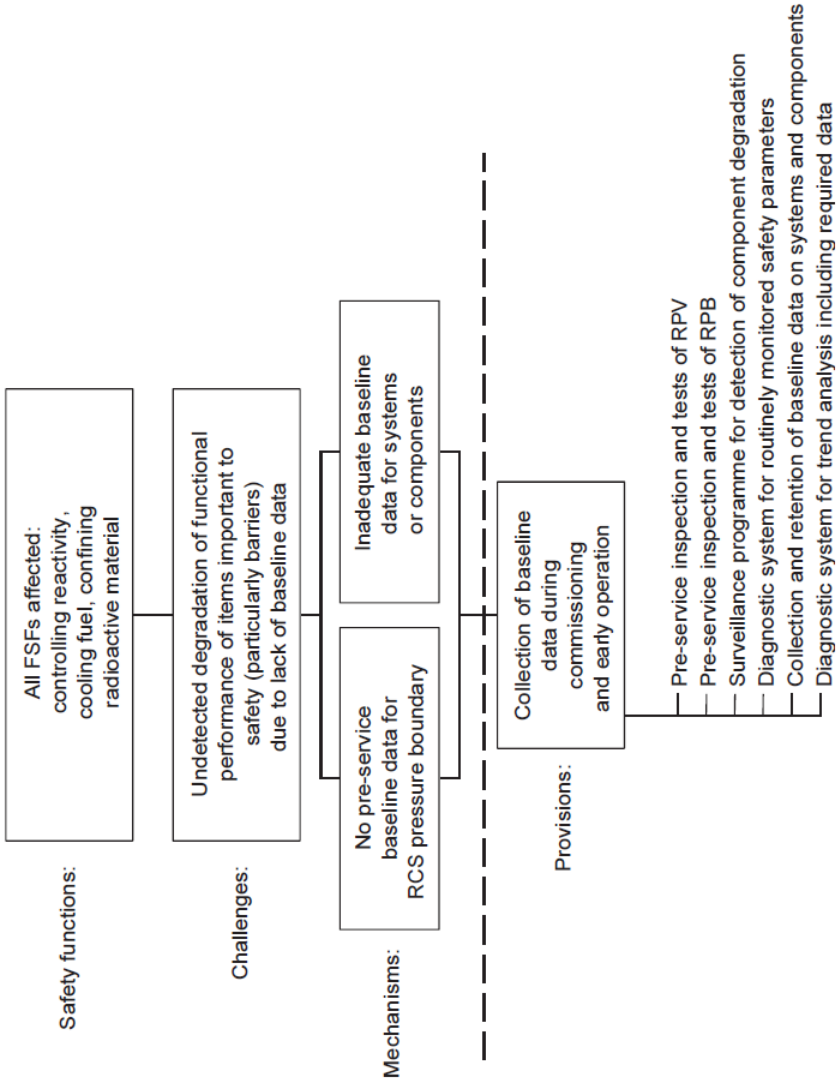 Safety functions:
All FSFs affected:
controlling reactivity,
cooling fuel, confining
radioactive material
Challenges:
Undetected degradation of functional
performance of items important to
safety (particularly barriers)
due to lack of baseline data
Mechanisms:
No pre-service
baseline data for
RCS pressure boundary
Inadequate baseline
data for systems
or components
Provisions:
Collection of baseline
data during
commissioning
and early operation
Pre-service inspection and tests of RPV
Pre-service inspection and tests of RPB
Surveillance programme for detection of component degradation
Diagnostic system for routinely monitored safety parameters
Collection and retention of baseline data on systems and components
Diagnostic system for trend analysis including required data